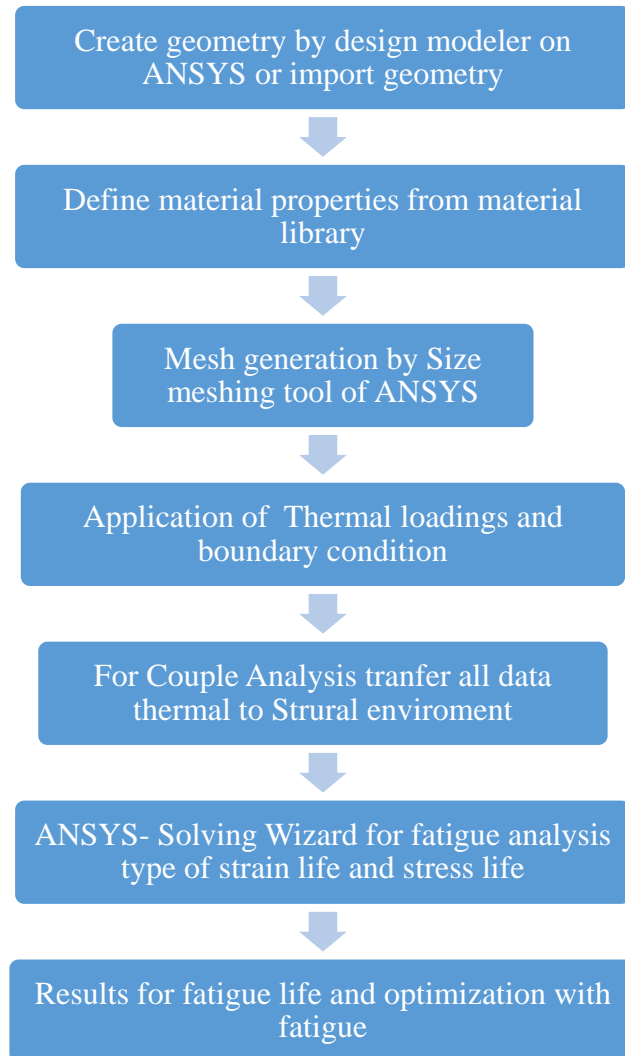 Create geometry by design modeler on
ANSYS or import geometry
Define material properties from material
library
Mesh generation by Size
meshing tool of ANSYS
Application of Thermal loadings and
boundary condition
For Couple Analysis tranfer all data
thermal to Strural enviroment
ANSYS- Solving Wizard for fatigue analysis
type of strain life and stress life
Results for fatigue life and optimization with
fatigue